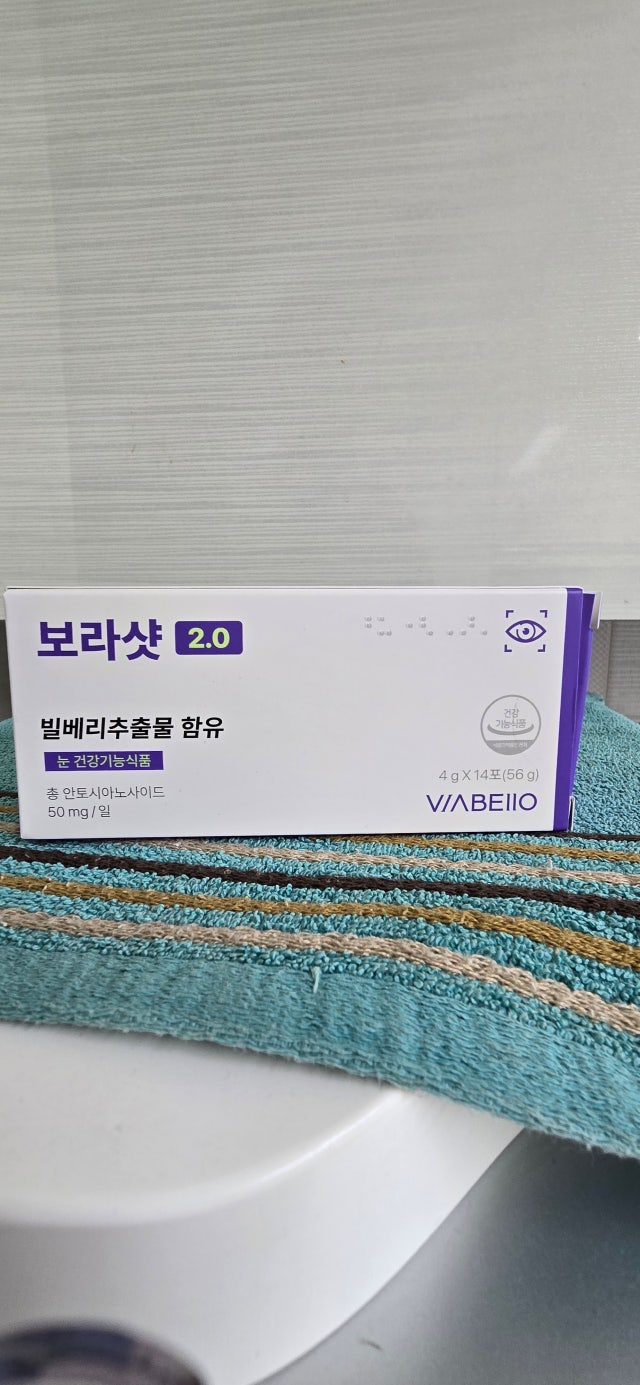 보라샷 2.0
빌베리추출물 함유
눈 건강기능식품
총 안토시아노사이드
50 mg / 일
건강
기능식품
4 g X 14포(56 g)
VIABEIIO